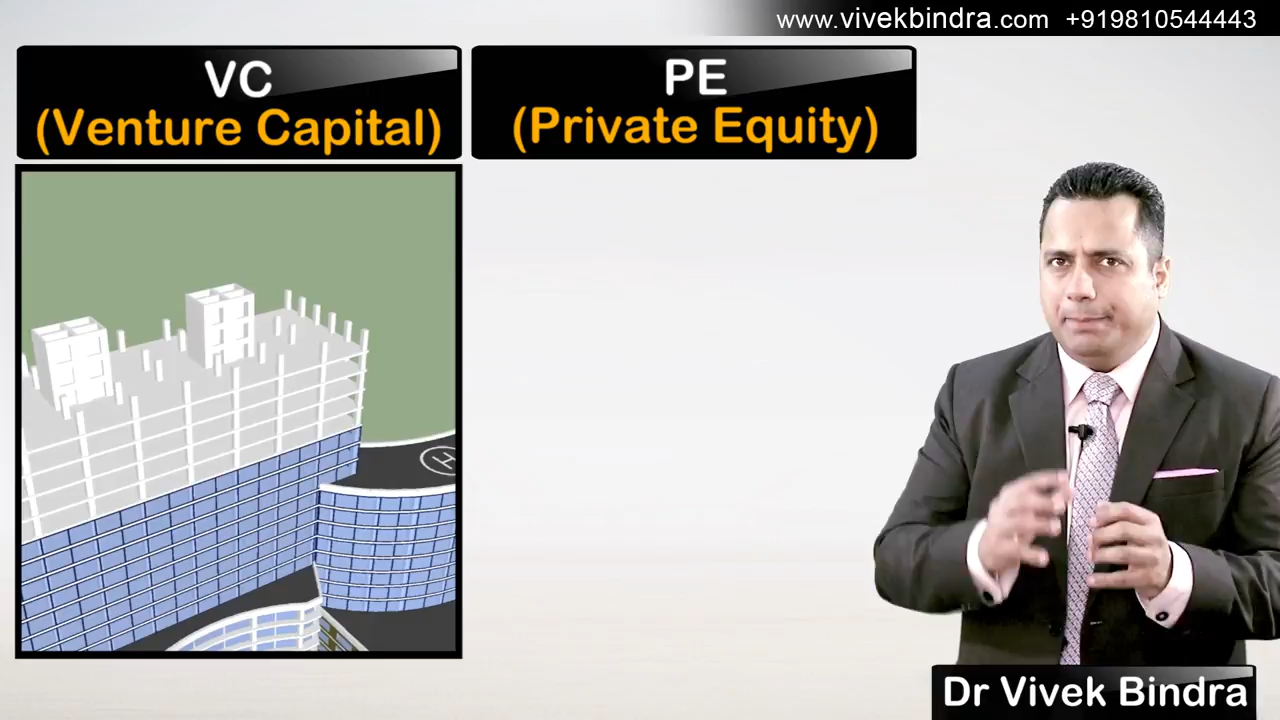 www.vivekbindra.com +919810544443
VC
(Venture Capital)
PE
(Private Equity)
H
Dr Vivek Bindra